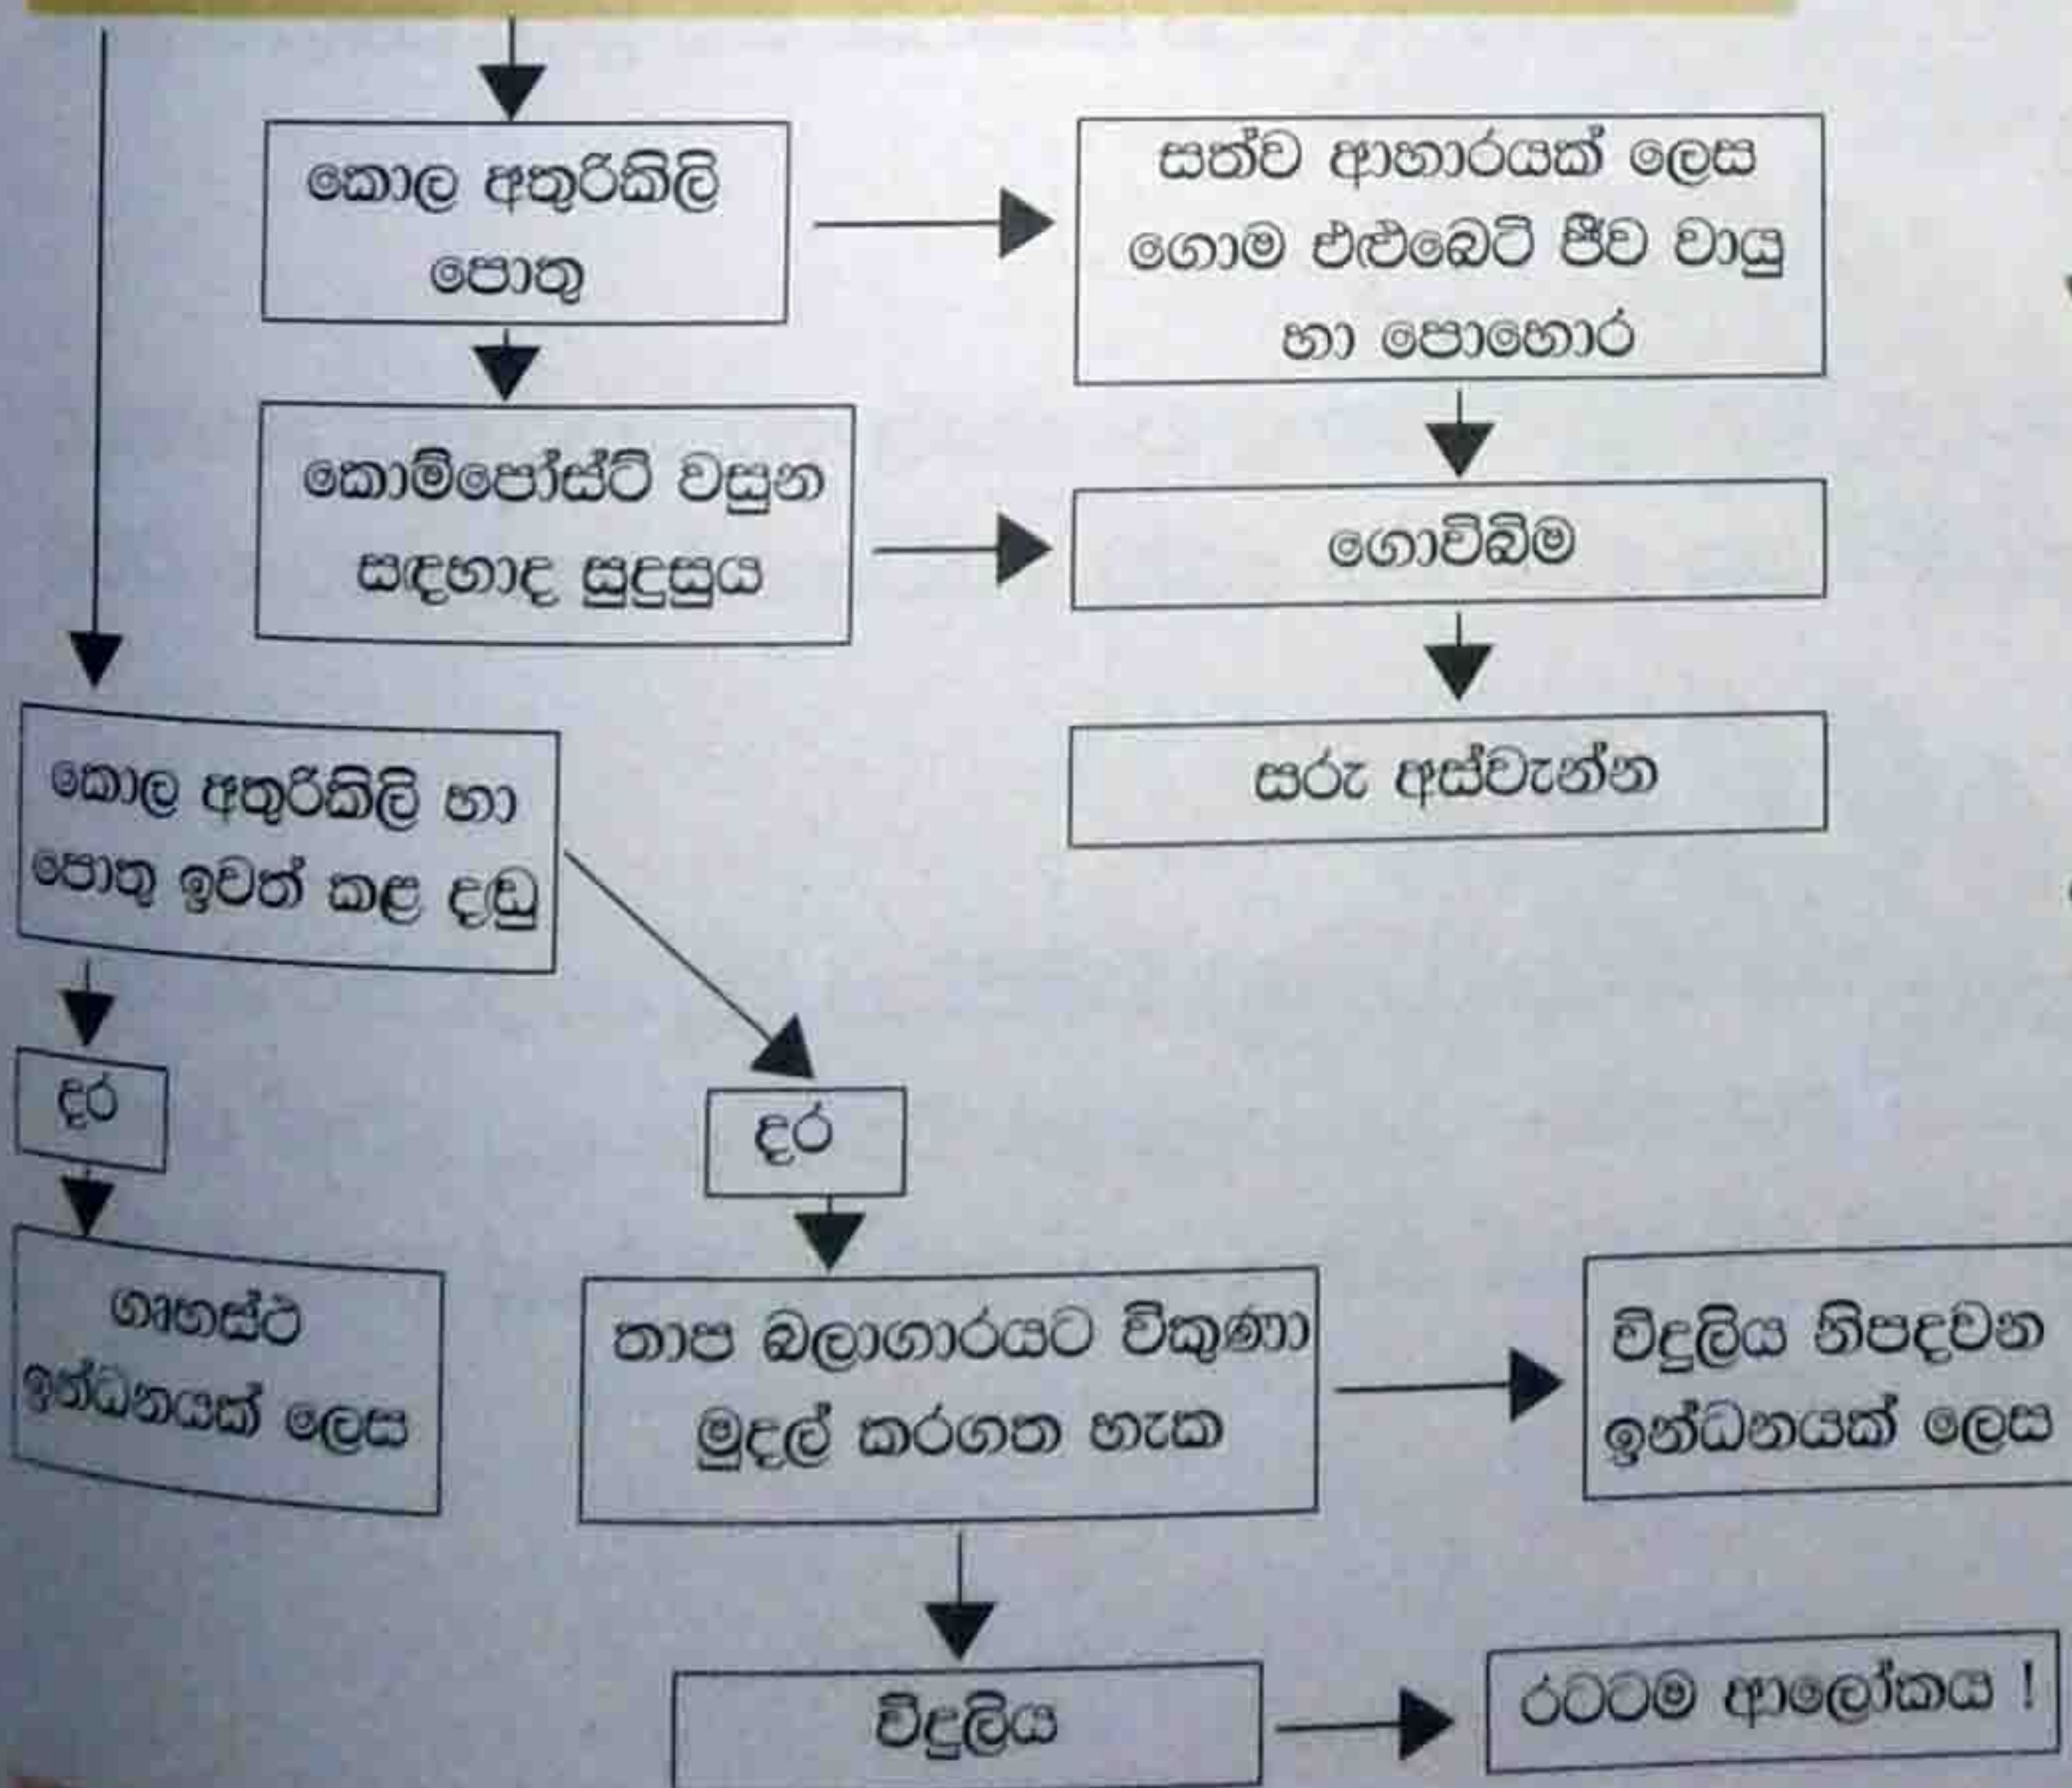 කොල අතුරිකිලි
පොතු
සත්ව ආහාරයක් ලෙස
ගොම එළුබෙටි ජීව වායු
හා පොහොර
කොම්පෝස්ට් වසුන
සඳහාද සුදුසුය
ගොවිබිම
සරු අස්වැන්න
කොල අතුරිකිලි හා
පොතු ඉවත් කළ දඬු
දර
දර
ගෘහස්ථ
ඉන්ධනයක් ලෙස
තාප බලාගාරයට විකුණා
මුදල් කරගත හැක
විදුලිය නිපදවන
ඉන්ධනයක් ලෙස
විදුලිය
රටටම ආලෝකය !